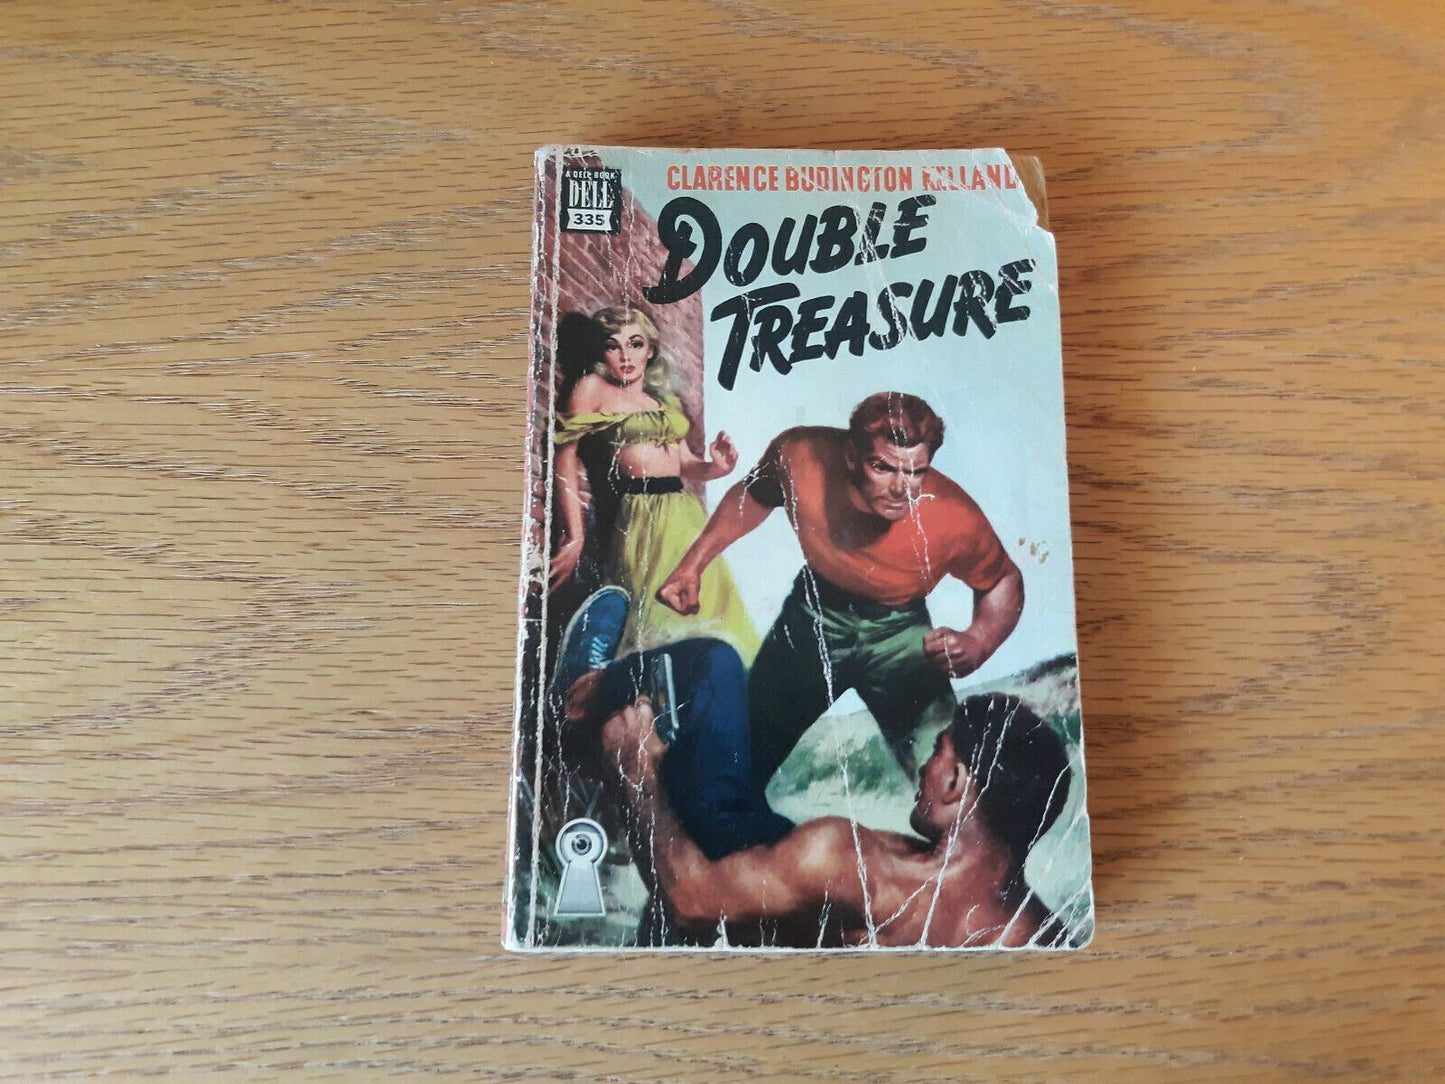 A DELL BOOK
DELL
335
CLARENCE BUDINGTON KELLAND
DOUBLE
TREASURE